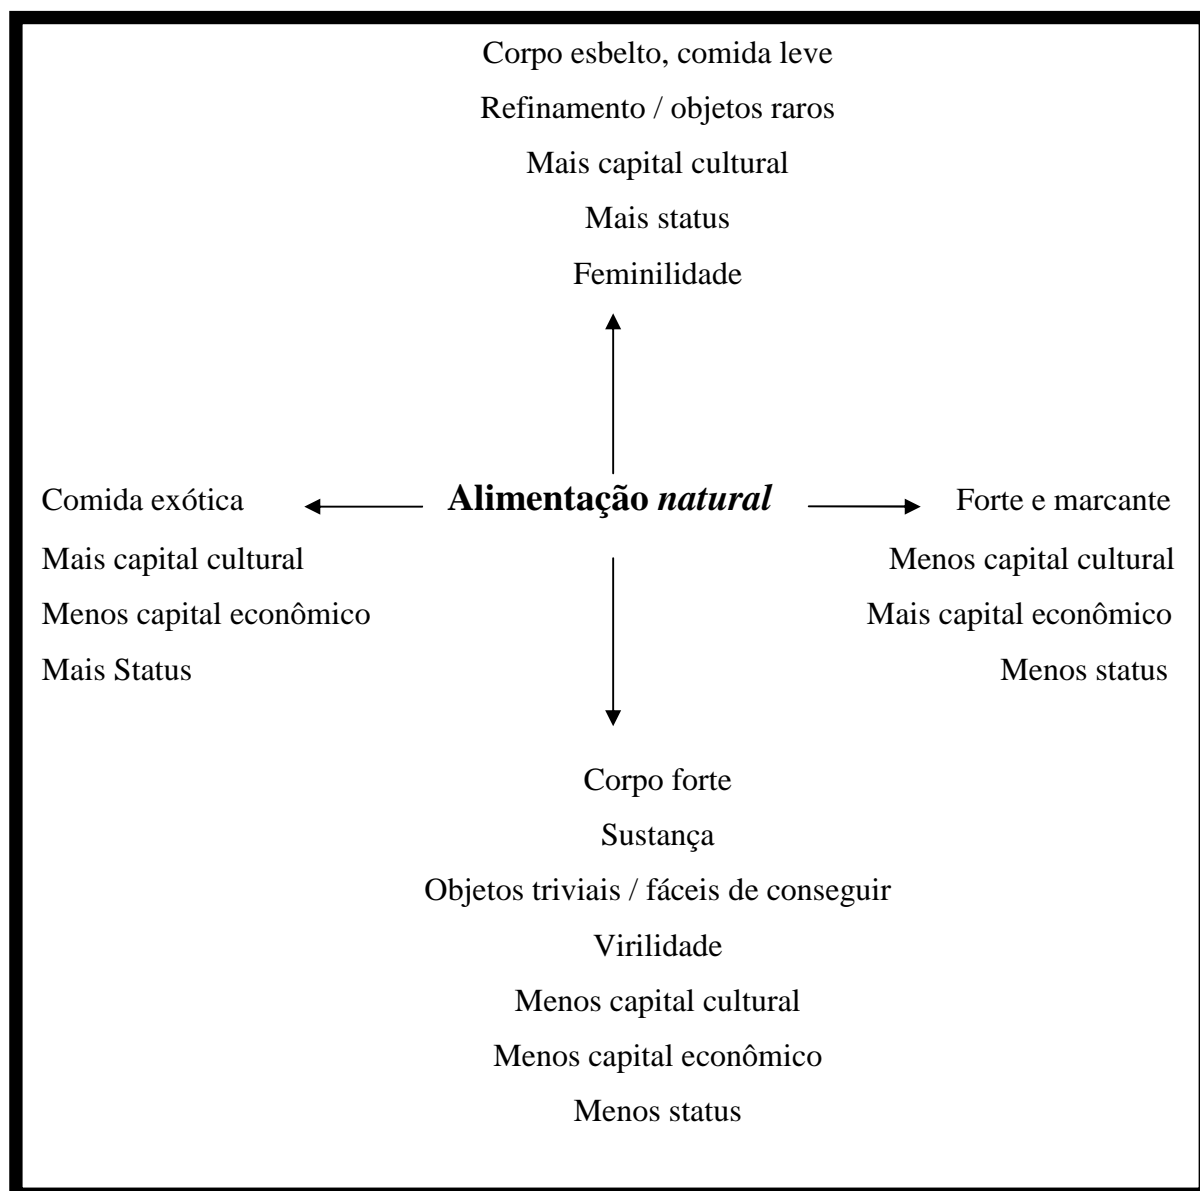 Corpo esbelto, comida leve
Refinamento / objetos raros
Mais capital cultural
Mais status
Feminilidade
Comida exótica
Alimentação natural
Forte e marcante
Mais capital cultural
Menos capital cultural
Menos capital econômico
Mais capital econômico
Mais Status
Menos status
Corpo forte
Sustança
Objetos triviais / fáceis de conseguir
Virilidade
Menos capital cultural
Menos capital econômico
Menos status